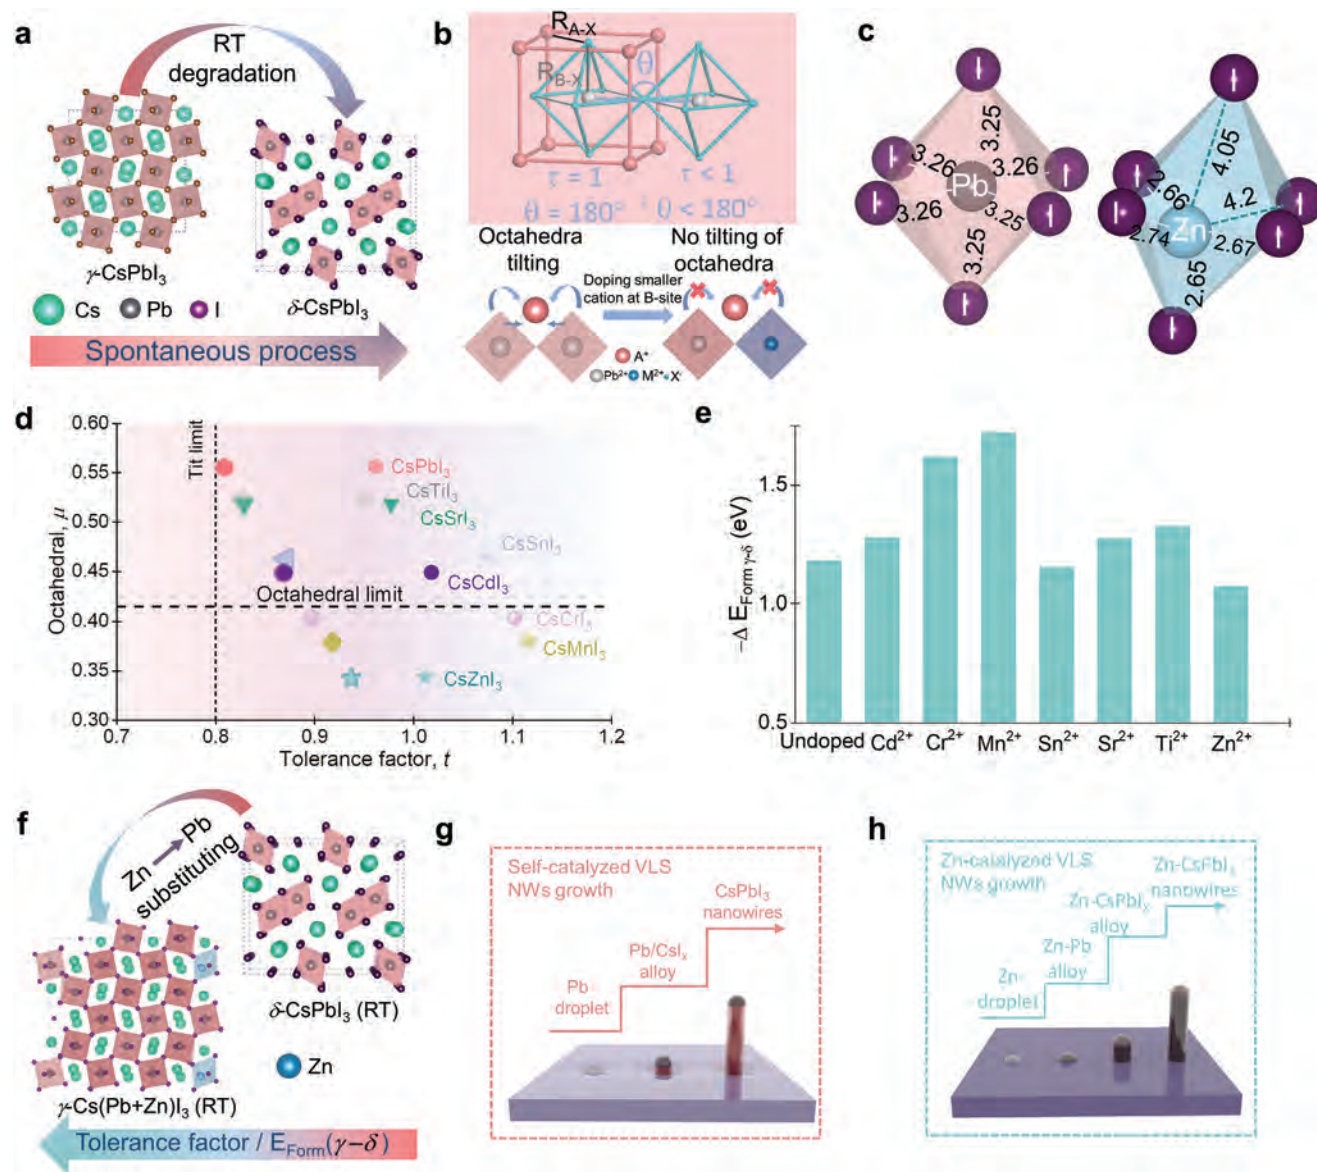 a
RT
degradation
γ-CsPbI₃
δ-CsPbI₃
Cs Pb I
Spontaneous process
b
R_A-X
R_B-X
θ
τ = 1 τ < 1
θ = 180° θ < 180°
Octahedra
tilting
No tilting of
octahedra
Doping smaller
cation at B-site
A⁺
Pb²⁺ M²⁺ X⁻
c
I
I
I
I
I
I
Pb
3.25
3.26
3.26
3.26
3.25
3.25
I
I
I
I
I
I
Zn
4.05
2.66
4.2
2.74
2.67
2.65
d
Octahedral, μ
0.60
0.55
0.50
0.45
0.40
0.35
0.30
Tit limit
CsPbI₃
CsTiI₃
CsSrI₃
CsSnI₃
CsCdI₃
Octahedral limit
CsCrI₃
CsMnI₃
CsZnI₃
0.7 0.8 0.9 1.0 1.1 1.2
Tolerance factor, t
e
−Δ E_Form γ-δ (eV)
1.5
1.0
0.5
Undoped Cd²⁺ Cr²⁺ Mn²⁺ Sn²⁺ Sr²⁺ Ti²⁺ Zn²⁺
f
Zn Pb
substituting
δ-CsPbI₃ (RT)
Zn
γ-Cs(Pb+Zn)I₃ (RT)
Tolerance factor / E_Form(γ−δ)
g
Self-catalyzed VLS
NWs growth
CsPbI₃
nanowires
Pb/CsIₓ
alloy
Pb
droplet
h
Zn-catalyzed VLS
NWs growth
Zn-CsPbI₃
nanowires
Zn-CsPbIₓ
alloy
Zn-Pb
alloy
Zn-
droplet